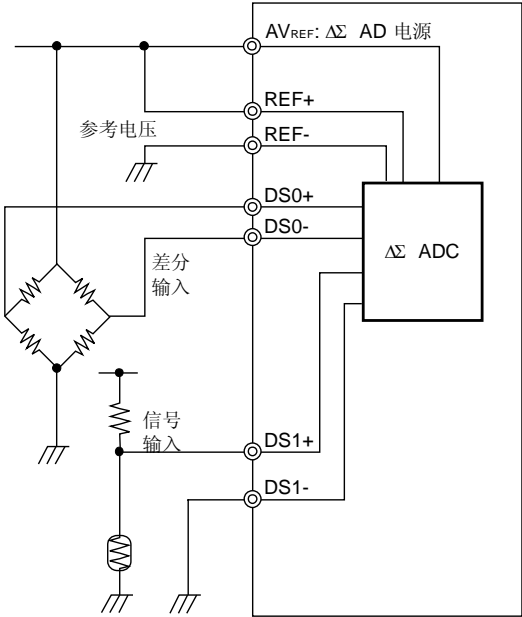 AVREF: ΔΣ AD 电源
REF+
参考电压
REF-
DS0+
DS0-
ΔΣ ADC
差分
输入
信号
输入
DS1+
DS1-